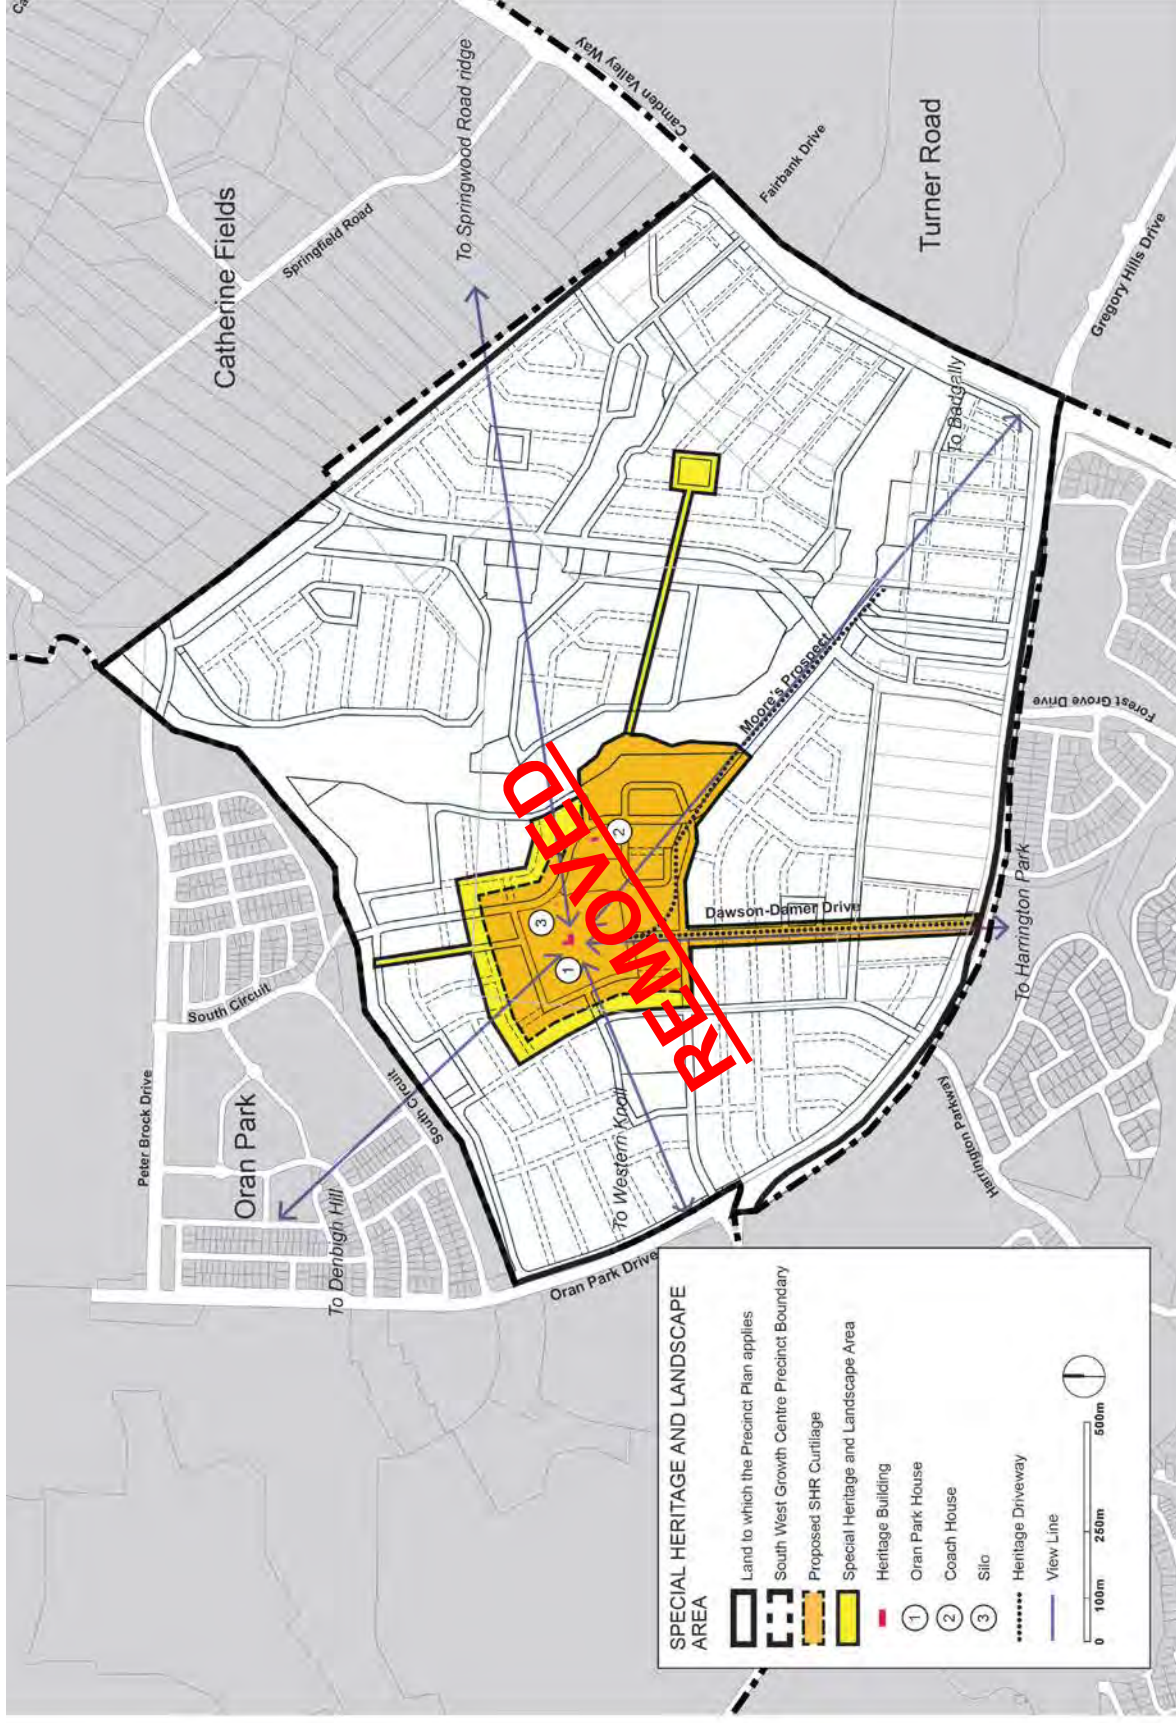 Catherine Fields
Springfield Road
To Springwood Road ridge
Camden Valley Way
Fairbank Drive
Turner Road
Gregory Hills Drive
To Badgally
Moore's Prospect
Forest Grove Drive
Peter Brock Drive
South Circuit
Oran Park
South Circuit
To Denbigh Hill
3
1
2
REMOVED
Dawson-Damer Drive
To Harrington Park
To Western Knoll
Harrington Parkway
Oran Park Drive
SPECIAL HERITAGE AND LANDSCAPE
AREA
Land to which the Precinct Plan applies
South West Growth Centre Precinct Boundary
Proposed SHR Curtilage
Special Heritage and Landscape Area
Heritage Building
1 Oran Park House
2 Coach House
3 Silo
Heritage Driveway
View Line
0 100m 250m 500m